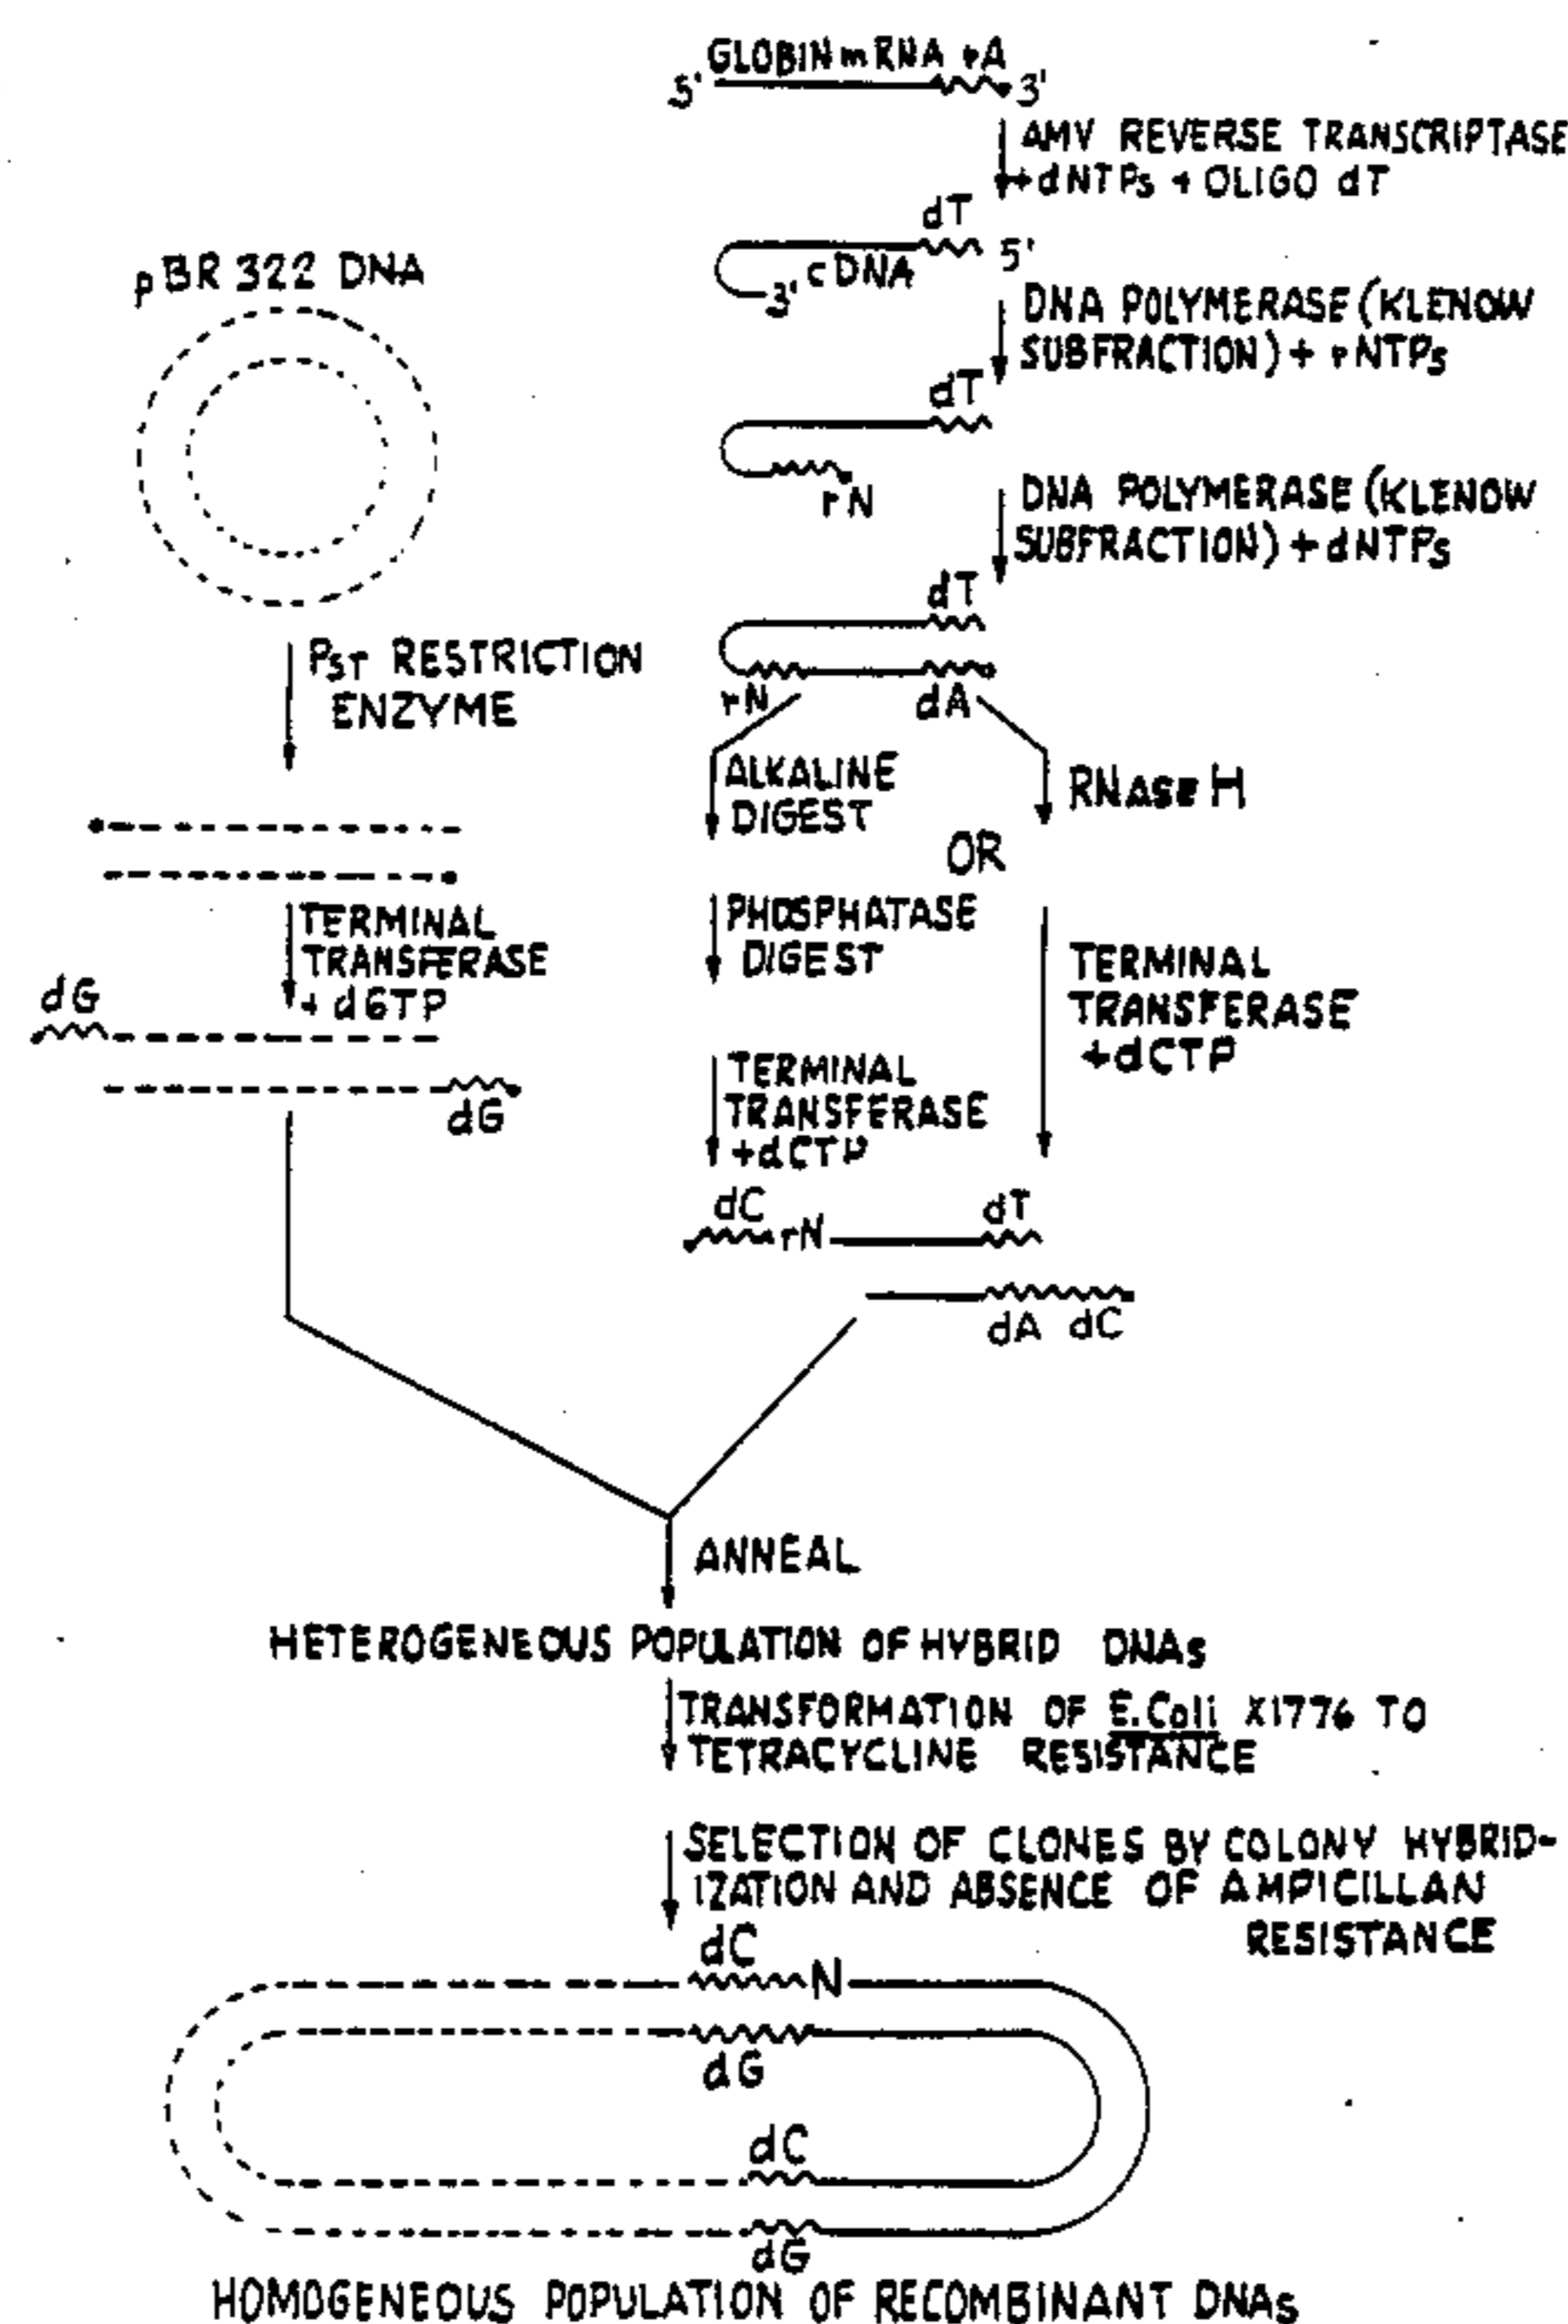 GLOBIN mRNA +A
5' 3'
AMV REVERSE TRANSCRIPTASE
+dNTPs + OLIGO dT
dT
5'
cDNA
3'
pBR 322 DNA
DNA POLYMERASE (KLENOW
SUBFRACTION) + rNTPs
dT
rN
DNA POLYMERASE (KLENOW
SUBFRACTION) + dNTPs
dT
rN dA
PST RESTRICTION
ENZYME
ALKALINE
DIGEST
OR
RNASE H
TERMINAL
TRANSFERASE
+ dGTP
dG
dG
PHOSPHATASE
DIGEST
TERMINAL
TRANSFERASE
+dCTP
TERMINAL
TRANSFERASE
+dCTP
dC rN dT
dA dC
ANNEAL
HETEROGENEOUS POPULATION OF HYBRID DNAs
TRANSFORMATION OF E.Coli X1776 TO
TETRACYCLINE RESISTANCE
SELECTION OF CLONES BY COLONY HYBRID-
IZATION AND ABSENCE OF AMPICILLAN
RESISTANCE
dC N
dG
dC
dG
HOMOGENEOUS POPULATION OF RECOMBINANT DNAs